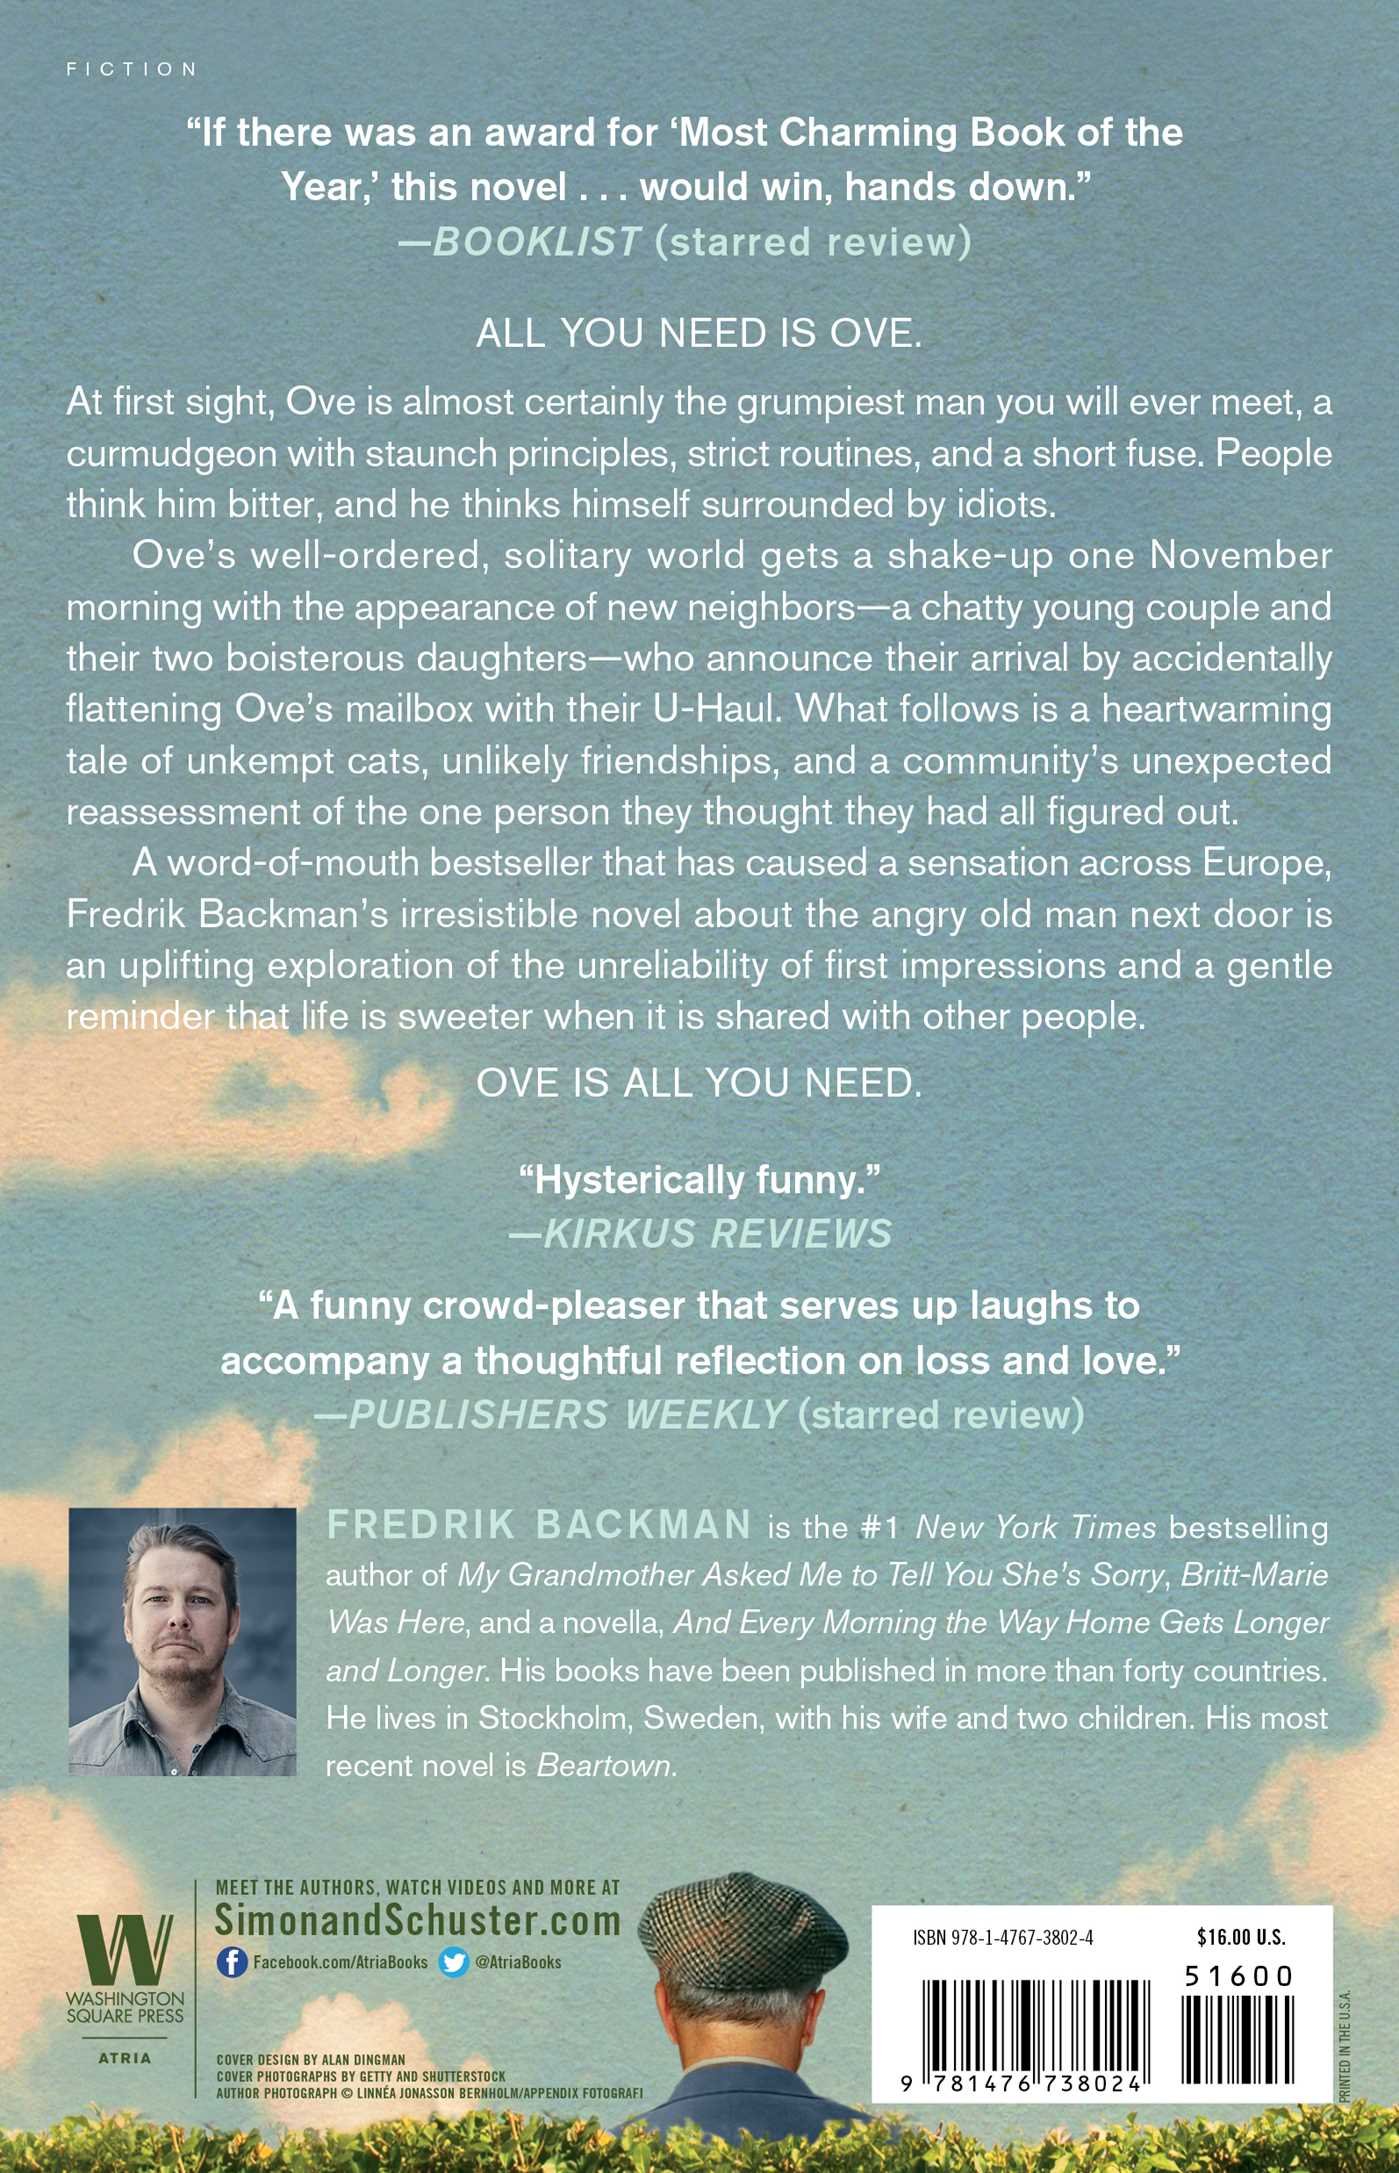 FICTION
“If there was an award for ‘Most Charming Book of the
Year,’ this novel . . . would win, hands down.”
—BOOKLIST (starred review)
ALL YOU NEED IS OVE.
At first sight, Ove is almost certainly the grumpiest man you will ever meet, a
curmudgeon with staunch principles, strict routines, and a short fuse. People
think him bitter, and he thinks himself surrounded by idiots.
Ove’s well-ordered, solitary world gets a shake-up one November
morning with the appearance of new neighbors—a chatty young couple and
their two boisterous daughters—who announce their arrival by accidentally
flattening Ove’s mailbox with their U-Haul. What follows is a heartwarming
tale of unkempt cats, unlikely friendships, and a community’s unexpected
reassessment of the one person they thought they had all figured out.
A word-of-mouth bestseller that has caused a sensation across Europe,
Fredrik Backman’s irresistible novel about the angry old man next door is
an uplifting exploration of the unreliability of first impressions and a gentle
reminder that life is sweeter when it is shared with other people.
OVE IS ALL YOU NEED.
“Hysterically funny.”
—KIRKUS REVIEWS
“A funny crowd-pleaser that serves up laughs to
accompany a thoughtful reflection on loss and love.”
—PUBLISHERS WEEKLY (starred review)
FREDRIK BACKMAN is the #1 New York Times bestselling
author of My Grandmother Asked Me to Tell You She’s Sorry, Britt-Marie
Was Here, and a novella, And Every Morning the Way Home Gets Longer
and Longer. His books have been published in more than forty countries.
He lives in Stockholm, Sweden, with his wife and two children. His most
recent novel is Beartown.
W
WASHINGTON
SQUARE PRESS
ATRIA
MEET THE AUTHORS, WATCH VIDEOS AND MORE AT
SimonandSchuster.com
f Facebook.com/AtriaBooks @AtriaBooks
COVER DESIGN BY ALAN DINGMAN
COVER PHOTOGRAPHS BY GETTY AND SHUTTERSTOCK
AUTHOR PHOTOGRAPH © LINNÉA JONASSON BERNHOLM/APPENDIX FOTOGRAFI
ISBN 978-1-4767-3802-4 $16.00 U.S.
51600
9 781476 738024
PRINTED IN THE U.S.A.